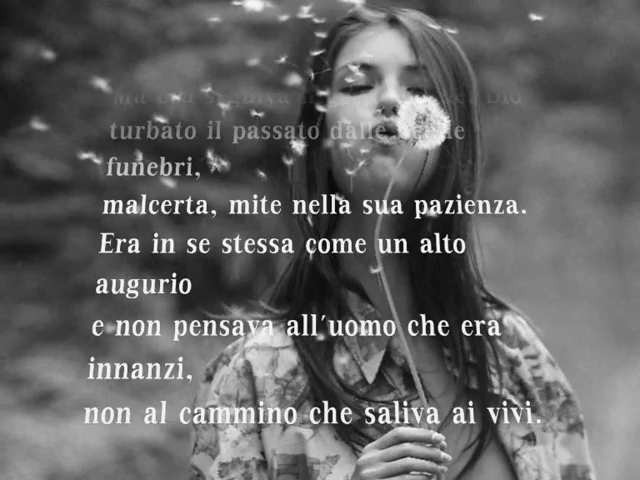 turbato il passato dalle bende
funebri,
malcerta, mite nella sua pazienza.
Era in se stessa come un alto
augurio
e non pensava all'uomo che era
innanzi,
non al cammino che saliva ai vivi.